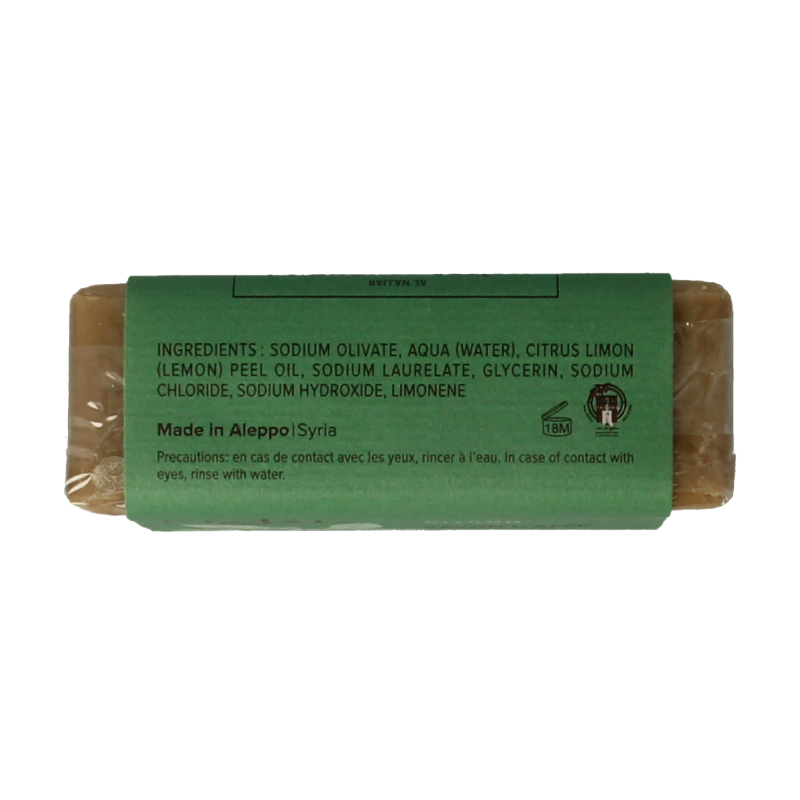 AL NAJJAR
INGREDIENTS : SODIUM OLIVATE, AQUA (WATER), CITRUS LIMON
(LEMON) PEEL OIL, SODIUM LAURELATE, GLYCERIN, SODIUM
CHLORIDE, SODIUM HYDROXIDE, LIMONENE
Made in Aleppo|Syria
18M
Precautions: en cas de contact avec les yeux, rincer à l'eau. In case of contact with
eyes, rinse with water.